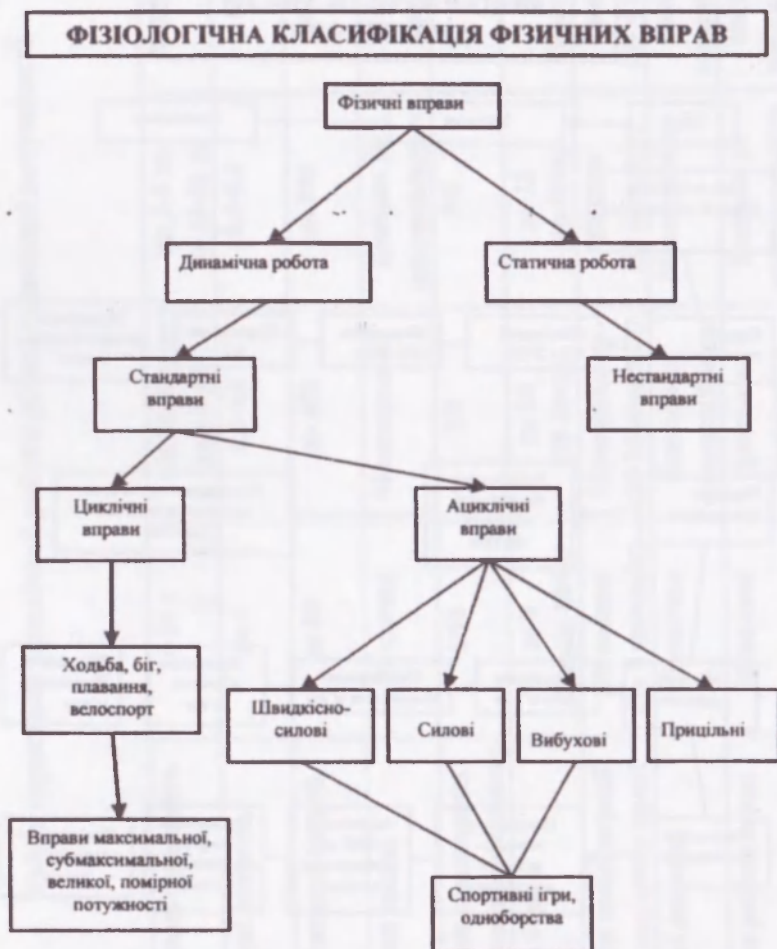 ФІЗІОЛОГІЧНА КЛАСИФІКАЦІЯ ФІЗИЧНИХ ВПРАВ
Фізичні вправи
Динамічна робота
Статична робота
Стандартні
вправи
Нестандартні
вправи
Циклічні
вправи
Ациклічні
вправи
Ходьба, біг,
плавання,
велоспорт
Швидкісно-
силові
Силові
Вибухові
Прицільні
Вправи максимальної,
субмаксимальної,
великої, помірної
потужності
Спортивні ігри,
одноборства